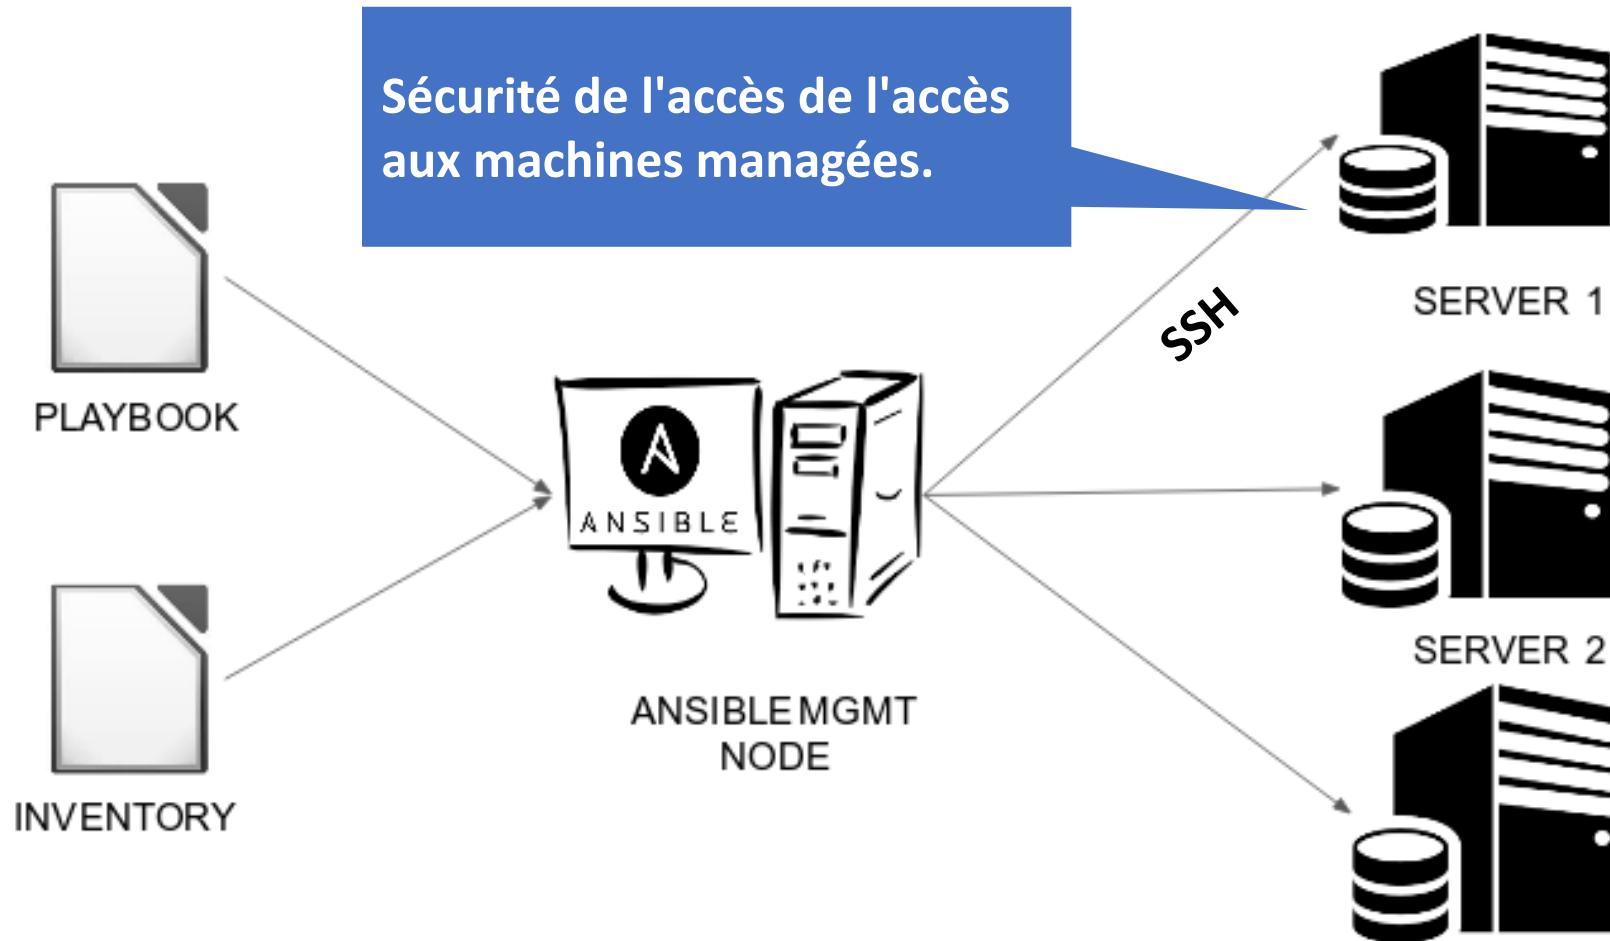 Sécurité de l'accès de l'accès
aux machines managées.
SERVER 1
SSH
PLAYBOOK
ANSIBLE
SERVER 2
ANSIBLE MGMT
NODE
INVENTORY